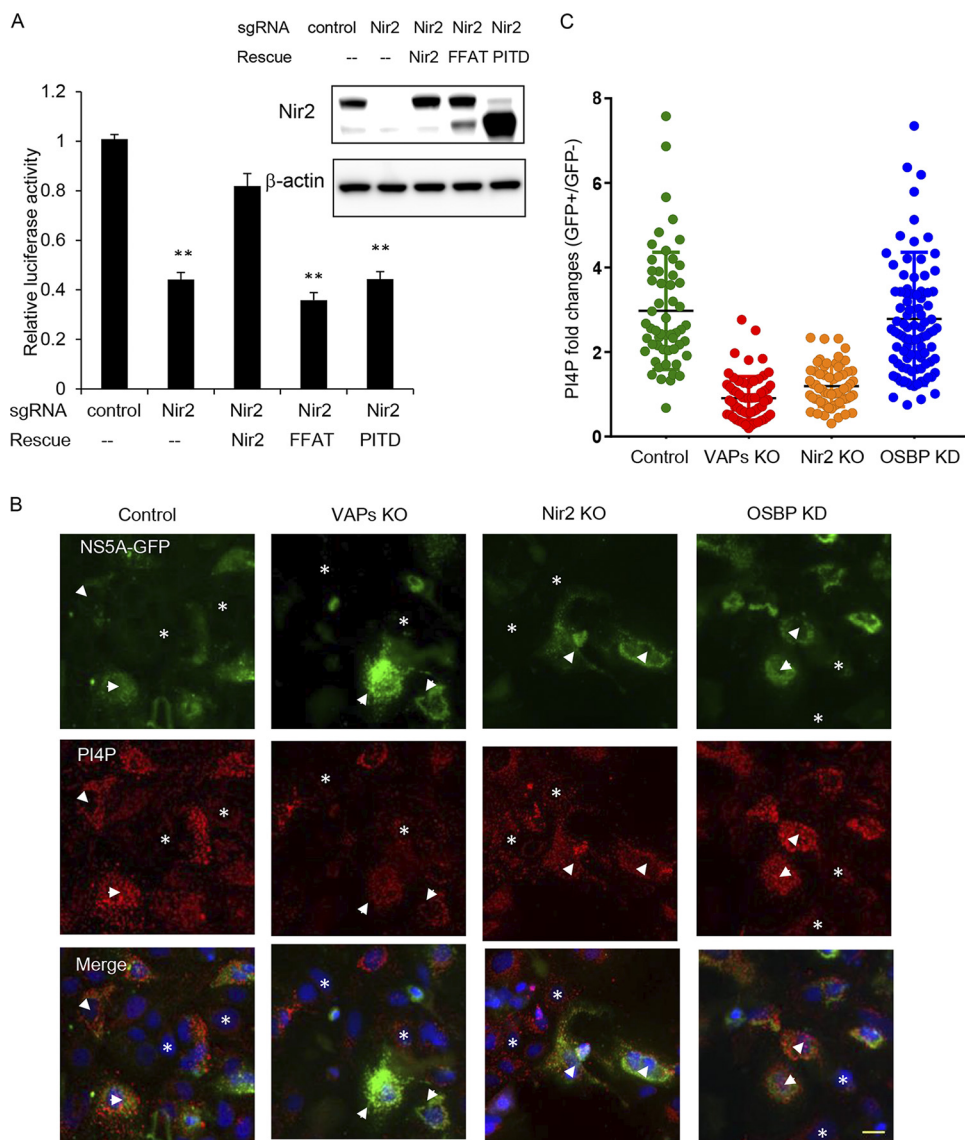 A
sgRNA control Nir2 Nir2 Nir2 Nir2
Rescue -- -- Nir2 FFAT PITD
Nir2
β-actin
1.2
1
0.8
0.6
0.4
0.2
0
Relative luciferase activity
** ** **
sgRNA control Nir2 Nir2 Nir2 Nir2
Rescue -- -- Nir2 FFAT PITD
C
8
6
4
2
0
PI4P fold changes (GFP+/GFP-)
Control VAPs KO Nir2 KO OSBP KD
B
Control VAPs KO Nir2 KO OSBP KD
NS5A-GFP
* * * * * * * *
PI4P
* * * * * * * *
Merge
* * * * * * * *